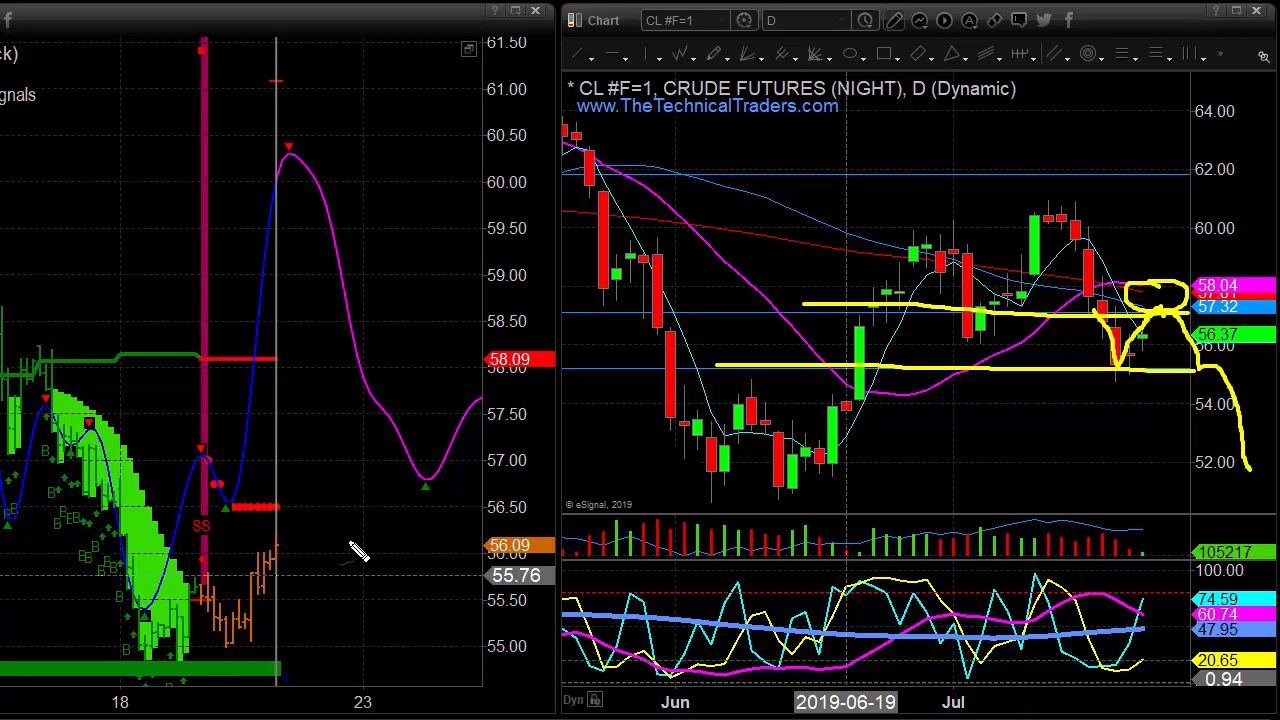 ck)
gnals
61.50
61.00
60.50
60.00
59.50
59.00
58.50
58.09
57.50
57.00
56.50
56.09
55.76
55.50
55.00
B
SS
18
23
Chart
CL #F=1
D
* CL #F=1, CRUDE FUTURES (NIGHT), D (Dynamic)
www.TheTechnicalTraders.com
64.00
62.00
60.00
58.04
57.32
56.37
56.00
54.00
52.00
© eSignal, 2019
105217
100.00
74.59
60.74
47.95
20.65
0.94
Dyn
Jun
2019-06-19
Jul